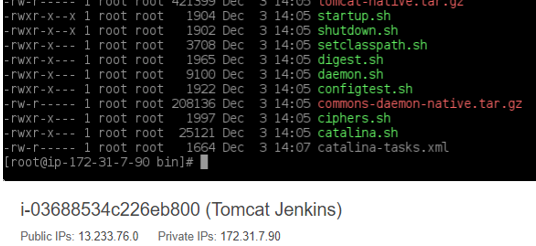 -rw-r----- 1 root root 421399 Dec 3 14:05 tomcat-native.tar.gz
-rwxr-x--x 1 root root 1904 Dec 3 14:05 startup.sh
-rwxr-x--x 1 root root 1902 Dec 3 14:05 shutdown.sh
-rwxr-x--- 1 root root 3708 Dec 3 14:05 setclasspath.sh
-rwxr-x--- 1 root root 1965 Dec 3 14:05 digest.sh
-rwxr-x--- 1 root root 9100 Dec 3 14:05 daemon.sh
-rwxr-x--- 1 root root 1922 Dec 3 14:05 configtest.sh
-rw-r----- 1 root root 208136 Dec 3 14:05 commons-daemon-native.tar.gz
-rwxr-x--- 1 root root 1997 Dec 3 14:05 ciphers.sh
-rwxr-x--- 1 root root 25121 Dec 3 14:05 catalina.sh
-rw-r----- 1 root root 1664 Dec 3 14:07 catalina-tasks.xml
[root@ip-172-31-7-90 bin]#
i-03688534c226eb800 (Tomcat Jenkins)
Public IPs: 13.233.76.0 Private IPs: 172.31.7.90